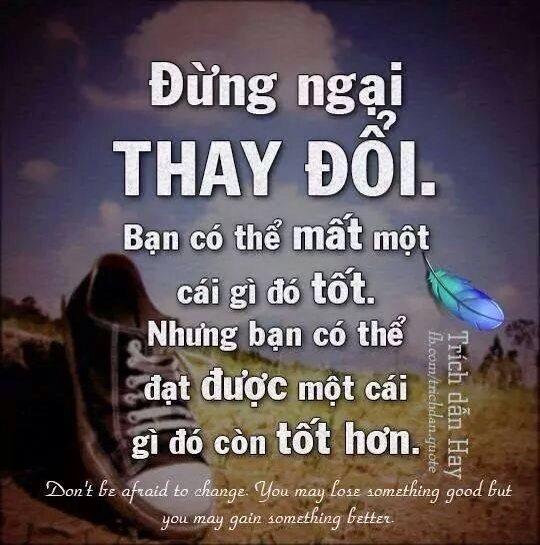 Đừng ngại
THAY ĐỔI.
Bạn có thể mất một
cái gì đó tốt.
Nhưng bạn có thể
đạt được một cái
gì đó còn tốt hơn.
Trích dẫn Hay
fb.com/trichdan.quote
Don't be afraid to change. You may lose something good but
you may gain something better.